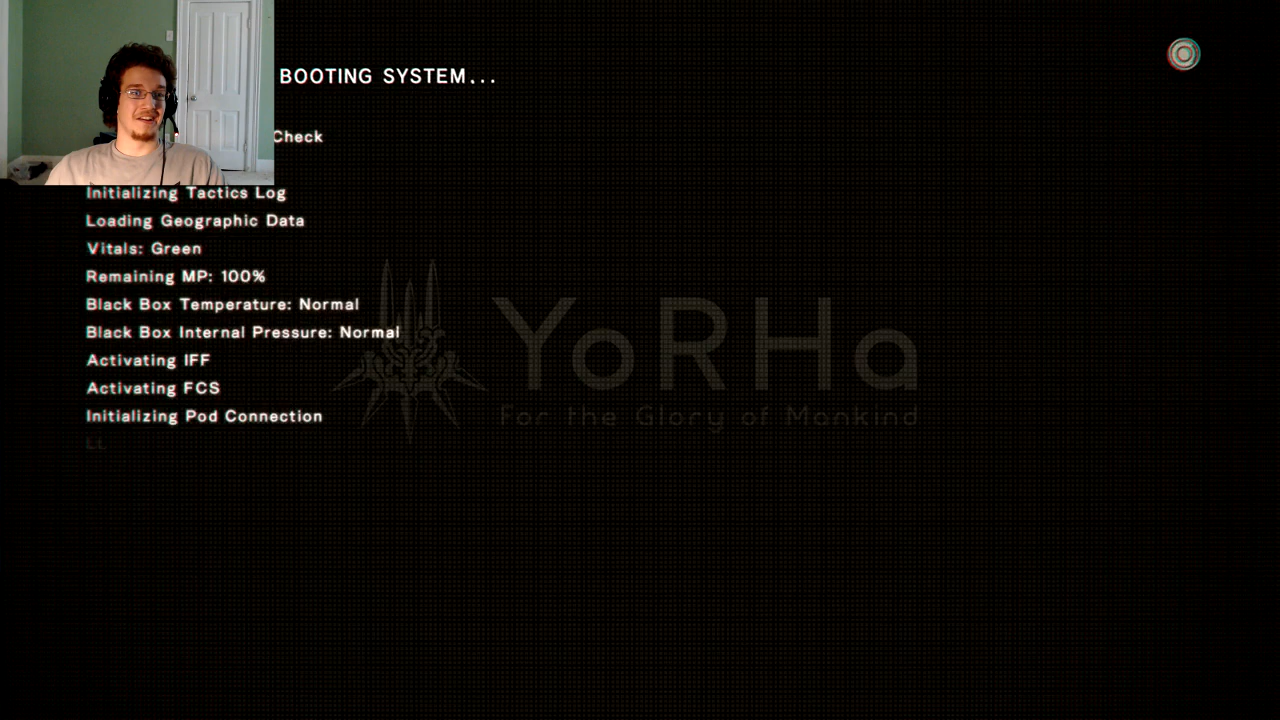 BOOTING SYSTEM...
Check
Initializing Tactics Log
Loading Geographic Data
Vitals: Green
Remaining MP: 100%
Black Box Temperature: Normal
Black Box Internal Pressure: Normal
Activating IFF
Activating FCS
Initializing Pod Connection
YoRHa
For the Glory of Mankind